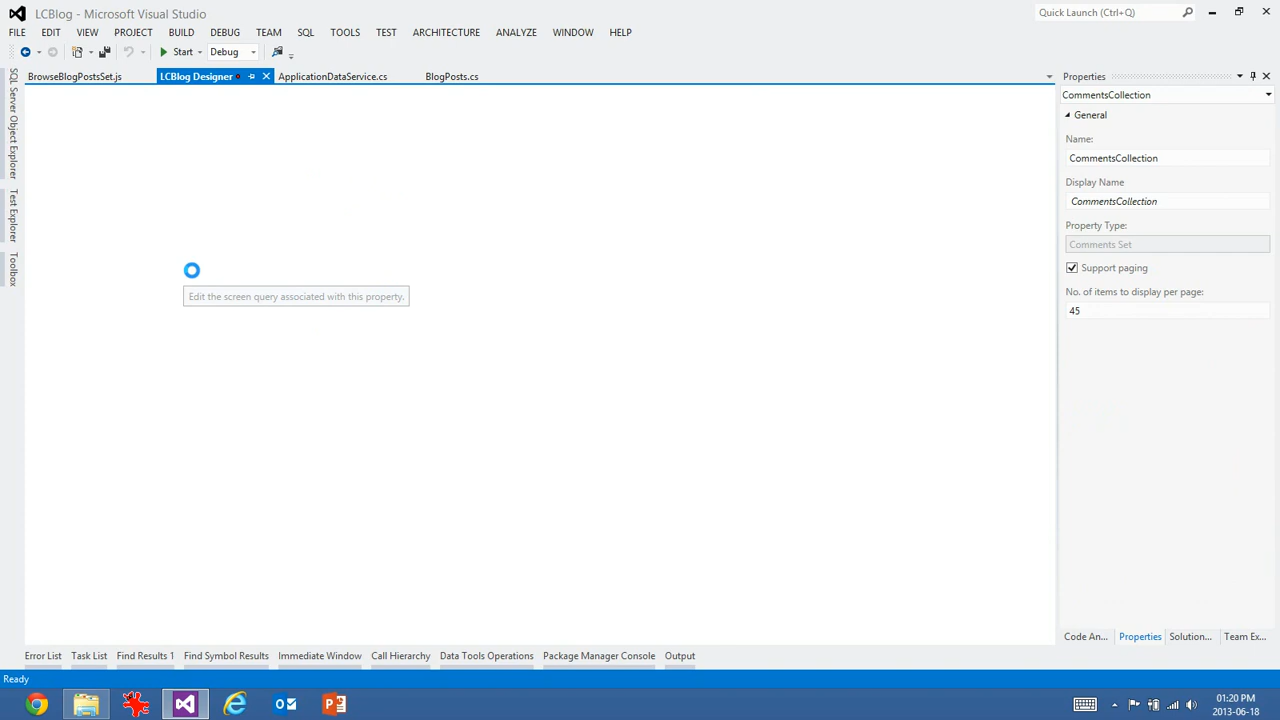 LCBlog - Microsoft Visual Studio
Quick Launch (Ctrl+Q)
FILE EDIT VIEW PROJECT BUILD DEBUG TEAM SQL TOOLS TEST ARCHITECTURE ANALYZE WINDOW HELP
Start Debug
BrowseBlogPostsSet.js LCBlog Designer ApplicationDataService.cs BlogPosts.cs
SQL Server Object Explorer
Test Explorer
Toolbox
Edit the screen query associated with this property.
Properties
CommentsCollection
General
Name:
CommentsCollection
Display Name
CommentsCollection
Property Type:
Comments Set
Support paging
No. of items to display per page:
45
Code An... Properties Solution... Team Ex...
Error List Task List Find Results 1 Find Symbol Results Immediate Window Call Hierarchy Data Tools Operations Package Manager Console Output
Ready
01:20 PM
2013-06-18